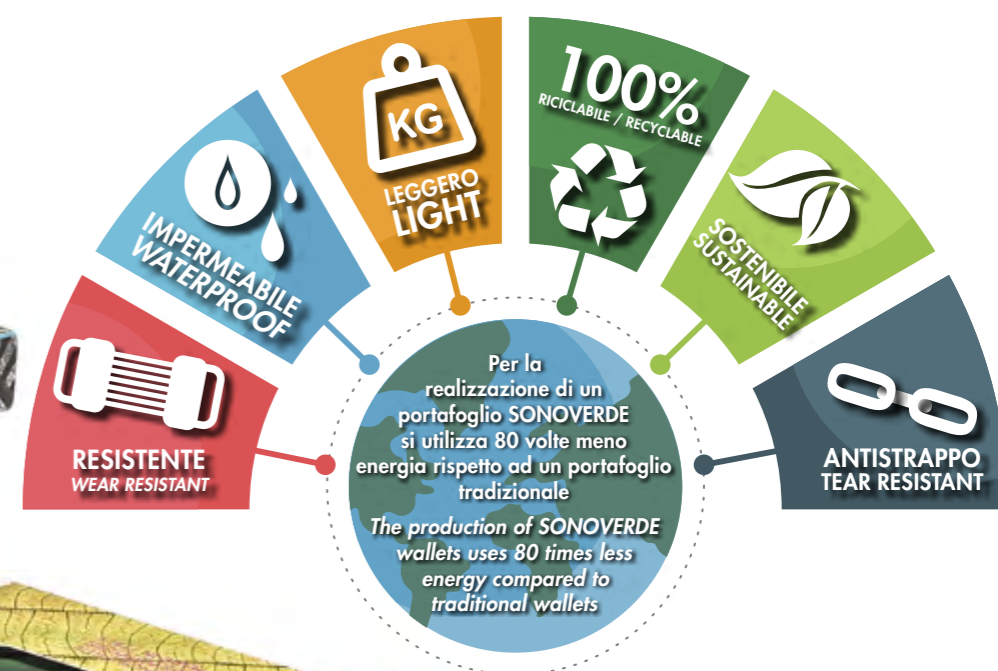 RESISTENTE
WEAR RESISTANT
IMPERMEABILE
WATERPROOF
KG
LEGGERO
LIGHT
100%
RICICLABILE / RECYCLABLE
SOSTENIBILE
SUSTAINABLE
ANTISTRAPPO
TEAR RESISTANT
Per la
realizzazione di un
portafoglio SONOVERDE
si utilizza 80 volte meno
energia rispetto ad un portafoglio
tradizionale
The production of SONOVERDE
wallets uses 80 times less
energy compared to
traditional wallets